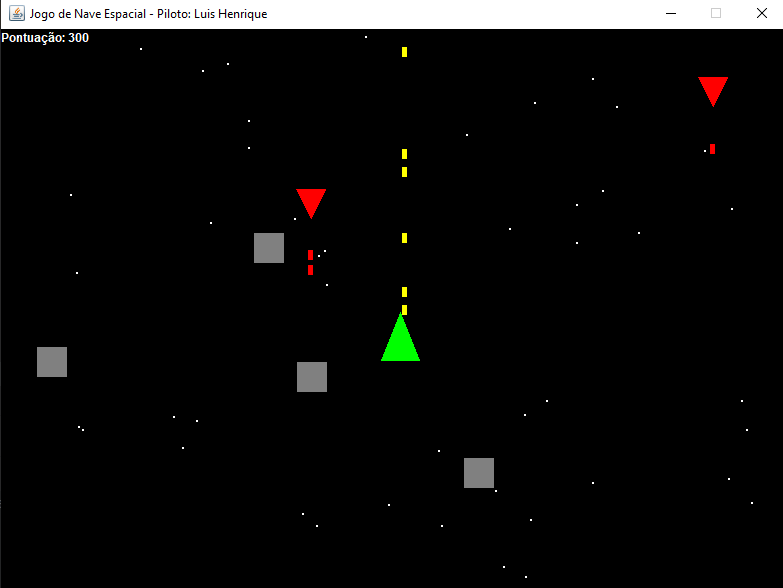 Jogo de Nave Espacial - Piloto: Luis Henrique
Pontuação: 300